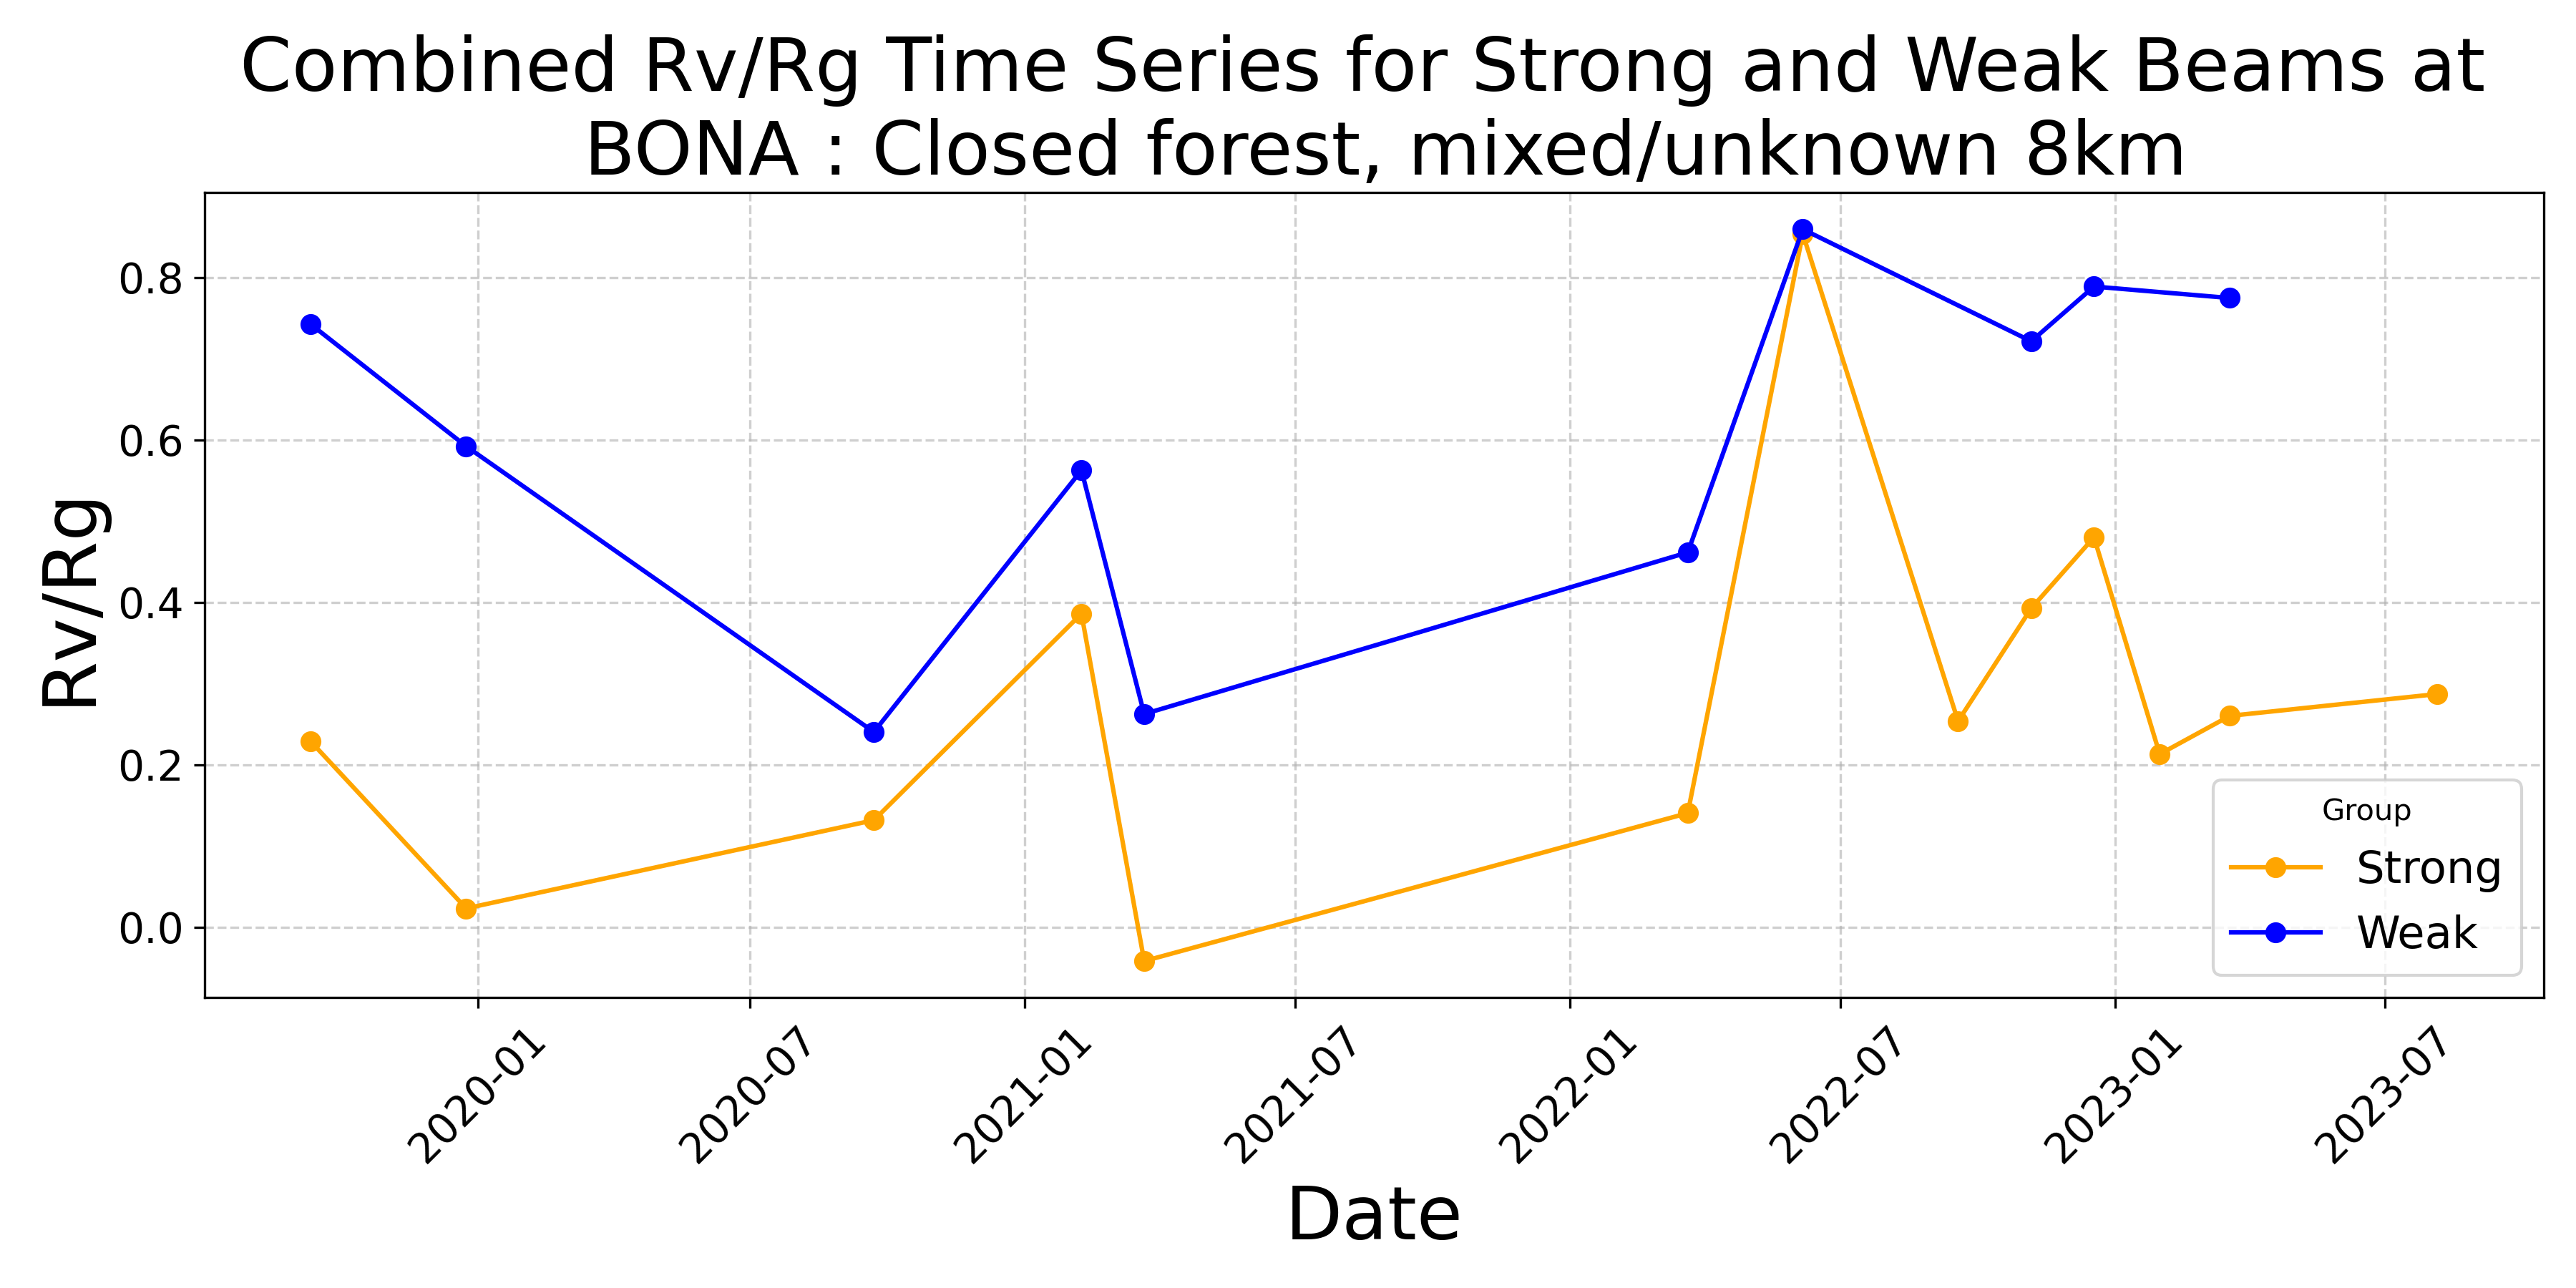 Combined Rv/Rg Time Series for Strong and Weak Beams at
BONA : Closed forest, mixed/unknown 8km
Rv/Rg
0.8
0.6
0.4
0.2
0.0
Group
Strong
Weak
2020-01
2020-07
2021-01
2021-07
2022-01
2022-07
2023-01
2023-07
Date